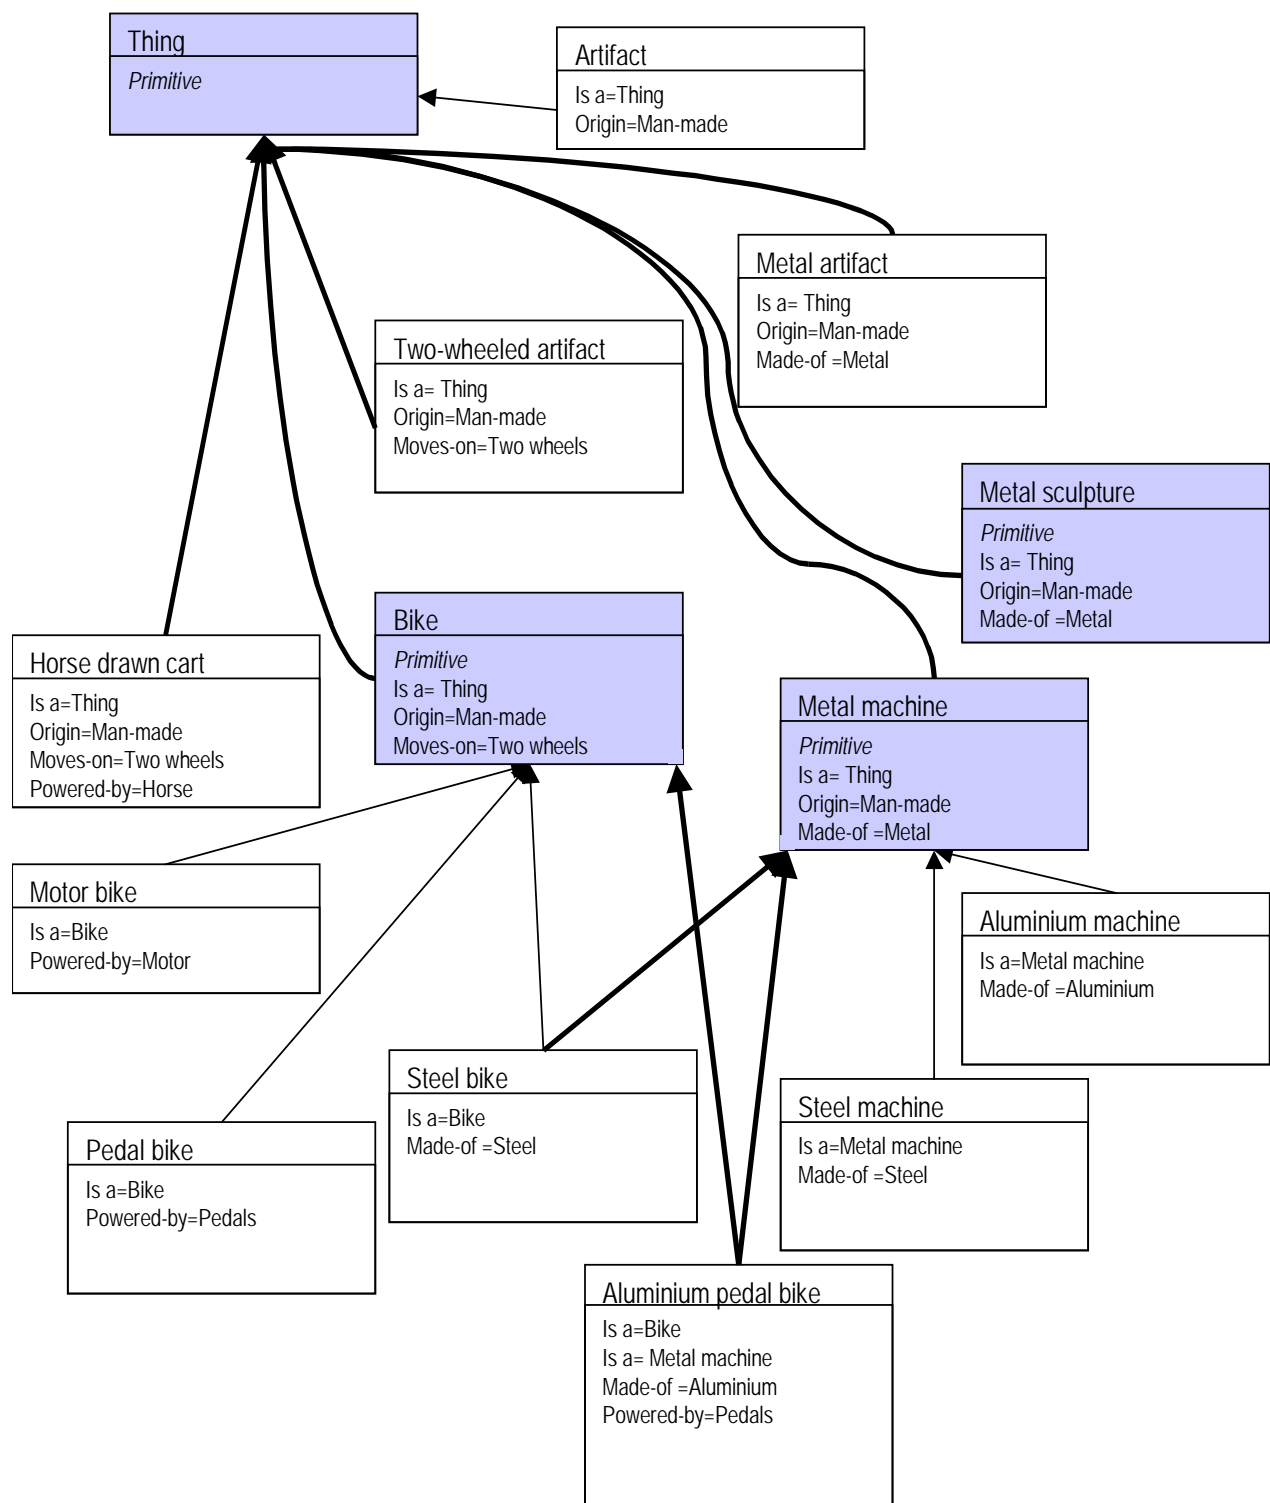 Thing
Primitive
Artifact
Is a=Thing
Origin=Man-made
Metal artifact
Is a= Thing
Origin=Man-made
Made-of =Metal
Two-wheeled artifact
Is a= Thing
Origin=Man-made
Moves-on=Two wheels
Metal sculpture
Primitive
Is a= Thing
Origin=Man-made
Made-of =Metal
Bike
Primitive
Is a= Thing
Origin=Man-made
Moves-on=Two wheels
Horse drawn cart
Is a=Thing
Origin=Man-made
Moves-on=Two wheels
Powered-by=Horse
Metal machine
Primitive
Is a= Thing
Origin=Man-made
Made-of =Metal
Motor bike
Is a=Bike
Powered-by=Motor
Aluminium machine
Is a=Metal machine
Made-of =Aluminium
Steel bike
Is a=Bike
Made-of =Steel
Steel machine
Is a=Metal machine
Made-of =Steel
Pedal bike
Is a=Bike
Powered-by=Pedals
Aluminium pedal bike
Is a=Bike
Is a= Metal machine
Made-of =Aluminium
Powered-by=Pedals